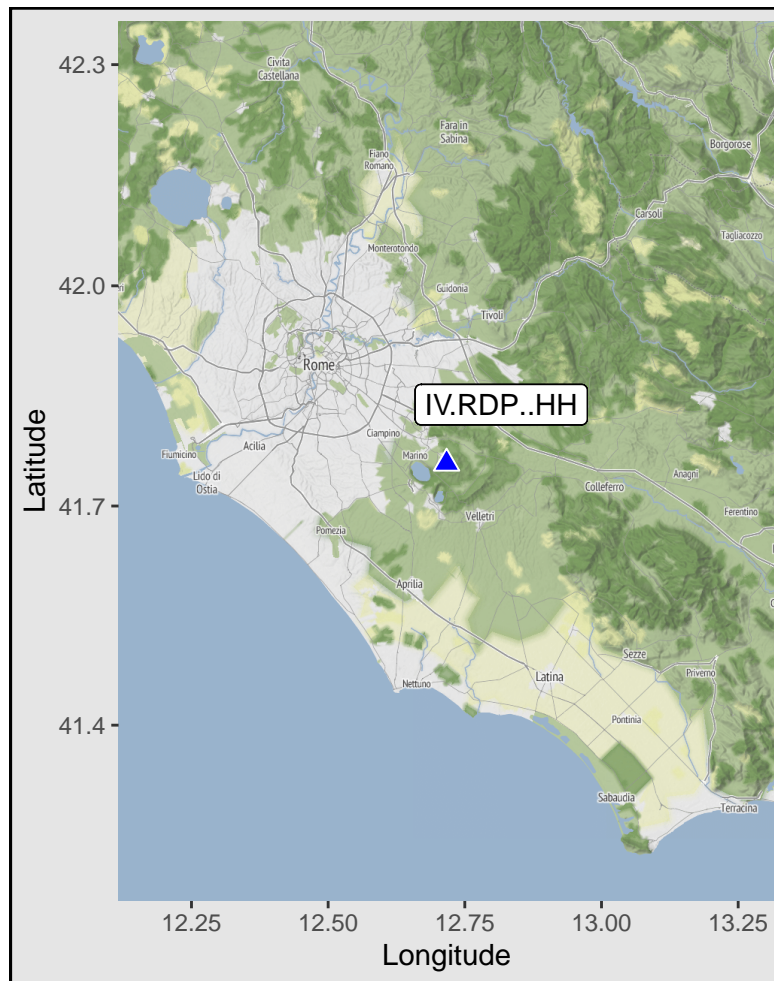 42.3
42.0
41.7
41.4
Latitude
Civita
Castellana
Fara in
Sabina
Borgorose
Fiano
Romano
Carsoli
Tagliacozzo
Monterotondo
Guidonia
Tivoli
Rome
IV.RDP..HH
Ciampino
Acilia
Fiumicino
Marino
Lido di
Ostia
Anagni
Colleferro
Ferentino
Velletri
Pomezia
Aprilia
Sezze
Priverno
Latina
Nettuno
Pontinia
Sabaudia
Terracina
12.25 12.50 12.75 13.00 13.25
Longitude